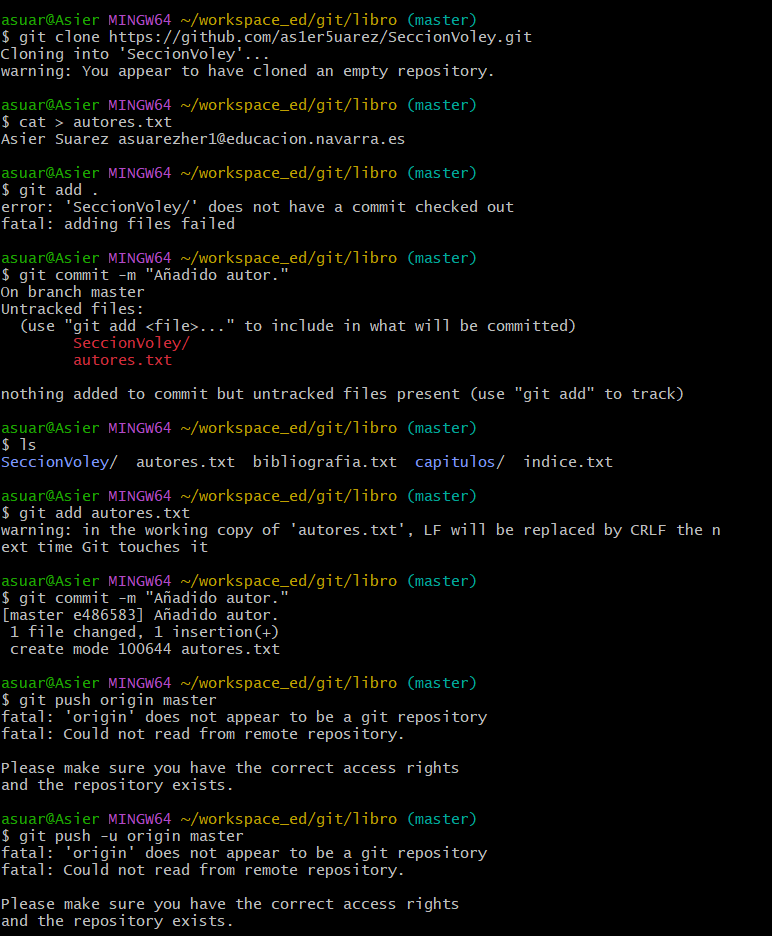 asuar@Asier MINGW64 ~/workspace_ed/git/libro (master)
$ git clone https://github.com/as1er5uarez/SeccionVoley.git
Cloning into 'SeccionVoley'...
warning: You appear to have cloned an empty repository.

asuar@Asier MINGW64 ~/workspace_ed/git/libro (master)
$ cat > autores.txt
Asier Suarez asuarezher1@educacion.navarra.es

asuar@Asier MINGW64 ~/workspace_ed/git/libro (master)
$ git add .
error: 'SeccionVoley/' does not have a commit checked out
fatal: adding files failed

asuar@Asier MINGW64 ~/workspace_ed/git/libro (master)
$ git commit -m "Añadido autor."
On branch master
Untracked files:
  (use "git add <file>..." to include in what will be committed)
        SeccionVoley/
        autores.txt

nothing added to commit but untracked files present (use "git add" to track)

asuar@Asier MINGW64 ~/workspace_ed/git/libro (master)
$ ls
SeccionVoley/  autores.txt  bibliografia.txt  capitulos/  indice.txt

asuar@Asier MINGW64 ~/workspace_ed/git/libro (master)
$ git add autores.txt
warning: in the working copy of 'autores.txt', LF will be replaced by CRLF the n
ext time Git touches it

asuar@Asier MINGW64 ~/workspace_ed/git/libro (master)
$ git commit -m "Añadido autor."
[master e486583] Añadido autor.
 1 file changed, 1 insertion(+)
 create mode 100644 autores.txt

asuar@Asier MINGW64 ~/workspace_ed/git/libro (master)
$ git push origin master
fatal: 'origin' does not appear to be a git repository
fatal: Could not read from remote repository.

Please make sure you have the correct access rights
and the repository exists.

asuar@Asier MINGW64 ~/workspace_ed/git/libro (master)
$ git push -u origin master
fatal: 'origin' does not appear to be a git repository
fatal: Could not read from remote repository.

Please make sure you have the correct access rights
and the repository exists.